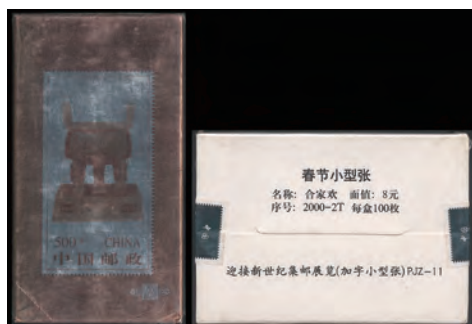 500分 CHINA
中国邮政
春节小型张
名称: 合家欢 面值: 8元
序号: 2000-2T 每盒100枚
迎接新世纪集邮展览(加字小型张)PJZ-11